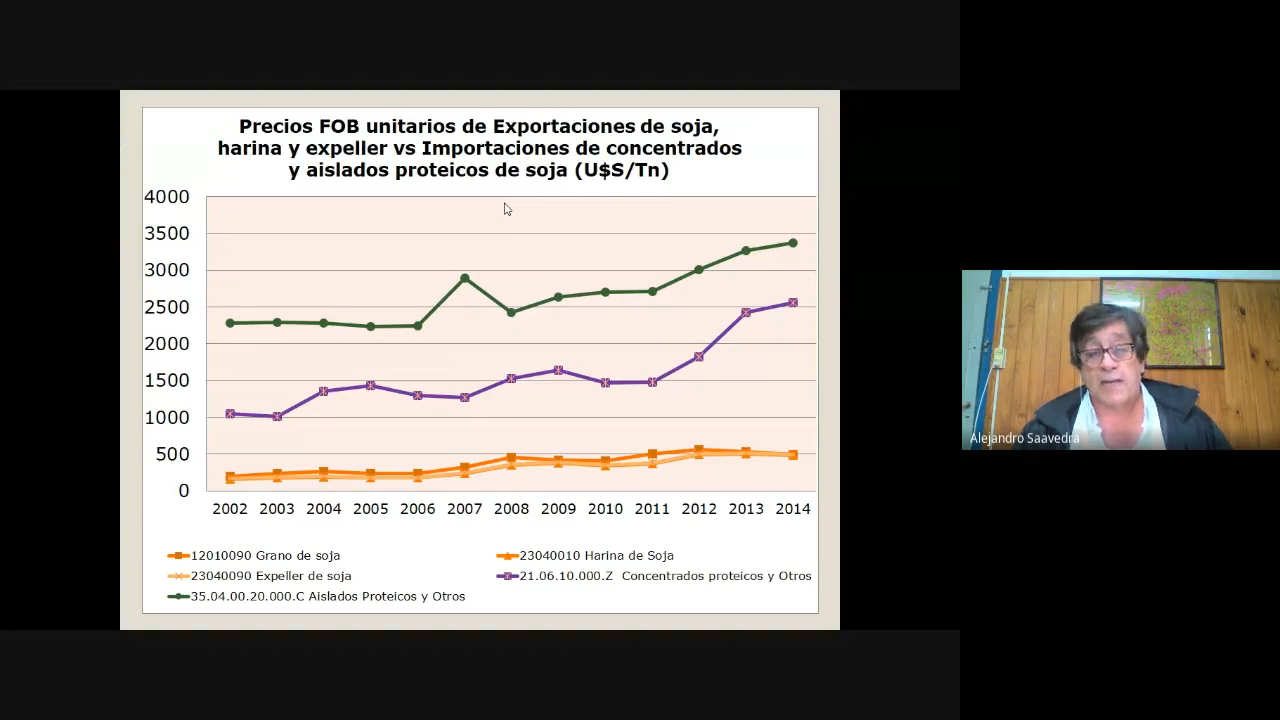 Precios FOB unitarios de Exportaciones de soja,
harina y expeller vs Importaciones de concentrados
y aislados proteicos de soja (U$S/Tn)
4000
3500
3000
2500
2000
1500
1000
500
0
2002 2003 2004 2005 2006 2007 2008 2009 2010 2011 2012 2013 2014
12010090 Grano de soja
23040010 Harina de Soja
23040090 Expeller de soja
21.06.10.000.Z Concentrados proteicos y Otros
35.04.00.20.000.C Aislados Proteicos y Otros
Alejandro Saavedra